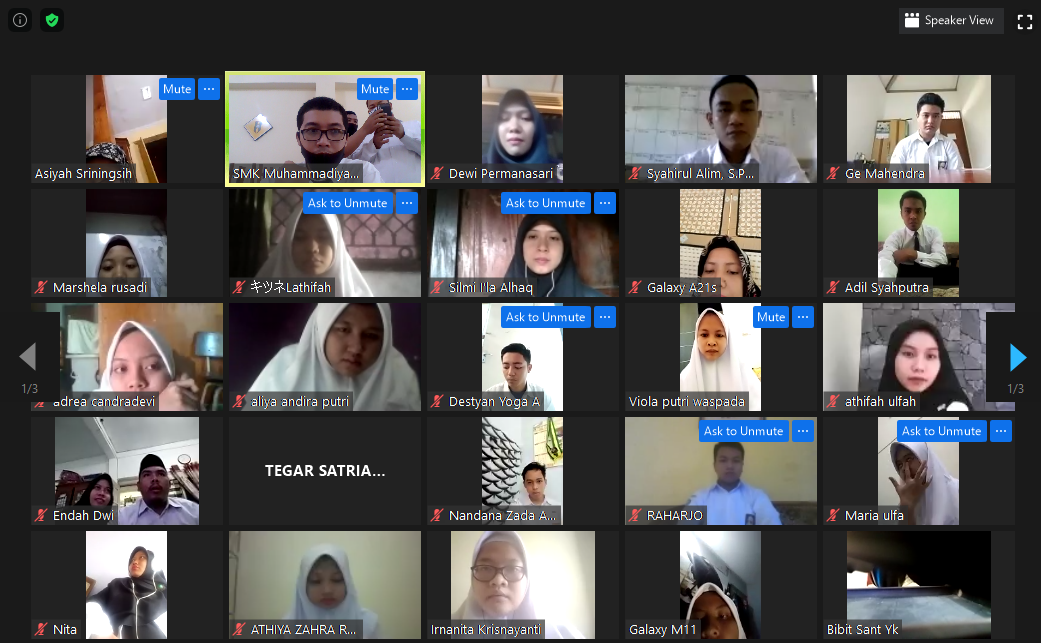 Speaker View
Mute ...
Asiyah Sriningsih
Mute ...
SMK Muhammadiya...
Dewi Permanasari
Syahirul Alim, S.P...
Ge Mahendra
Marshela rusadi
Ask to Unmute ...
キツネLathifah
Ask to Unmute ...
Silmi I'la Alhaq
Galaxy A21s
Adil Syahputra
1/3
adrea candradevi
aliya andira putri
Ask to Unmute ...
Destyan Yoga A
Mute ...
Viola putri waspada
athifah ulfah
1/3
Endah Dwi
TEGAR SATRIA...
Nandana Zada A...
Ask to Unmute ...
RAHARJO
Ask to Unmute ...
Maria ulfa
Nita
ATHIYA ZAHRA R...
Irnanita Krisnayanti
Galaxy M11
Bibit Sant Yk